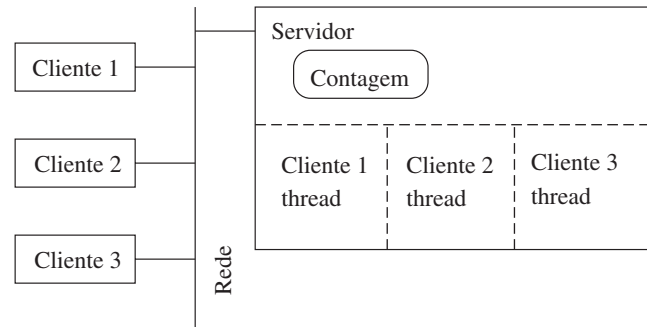 Cliente 1
Cliente 2
Cliente 3
Rede
Servidor
Contagem
Cliente 1
thread
Cliente 2
thread
Cliente 3
thread